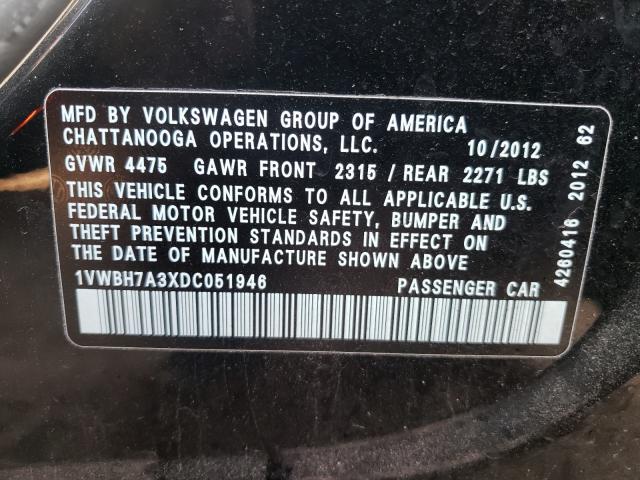 MFD BY VOLKSWAGEN GROUP OF AMERICA
CHATTANOOGA OPERATIONS, LLC. 10/2012
GVWR 4475 GAWR FRONT 2315 / REAR 2271 LBS
THIS VEHICLE CONFORMS TO ALL APPLICABLE U.S.
FEDERAL MOTOR VEHICLE SAFETY, BUMPER AND
THEFT PREVENTION STANDARDS IN EFFECT ON
THE DATE OF MANUFACTURE SHOWN ABOVE
1VWBH7A3XDC051946 PASSENGER CAR
4260416 2012 62